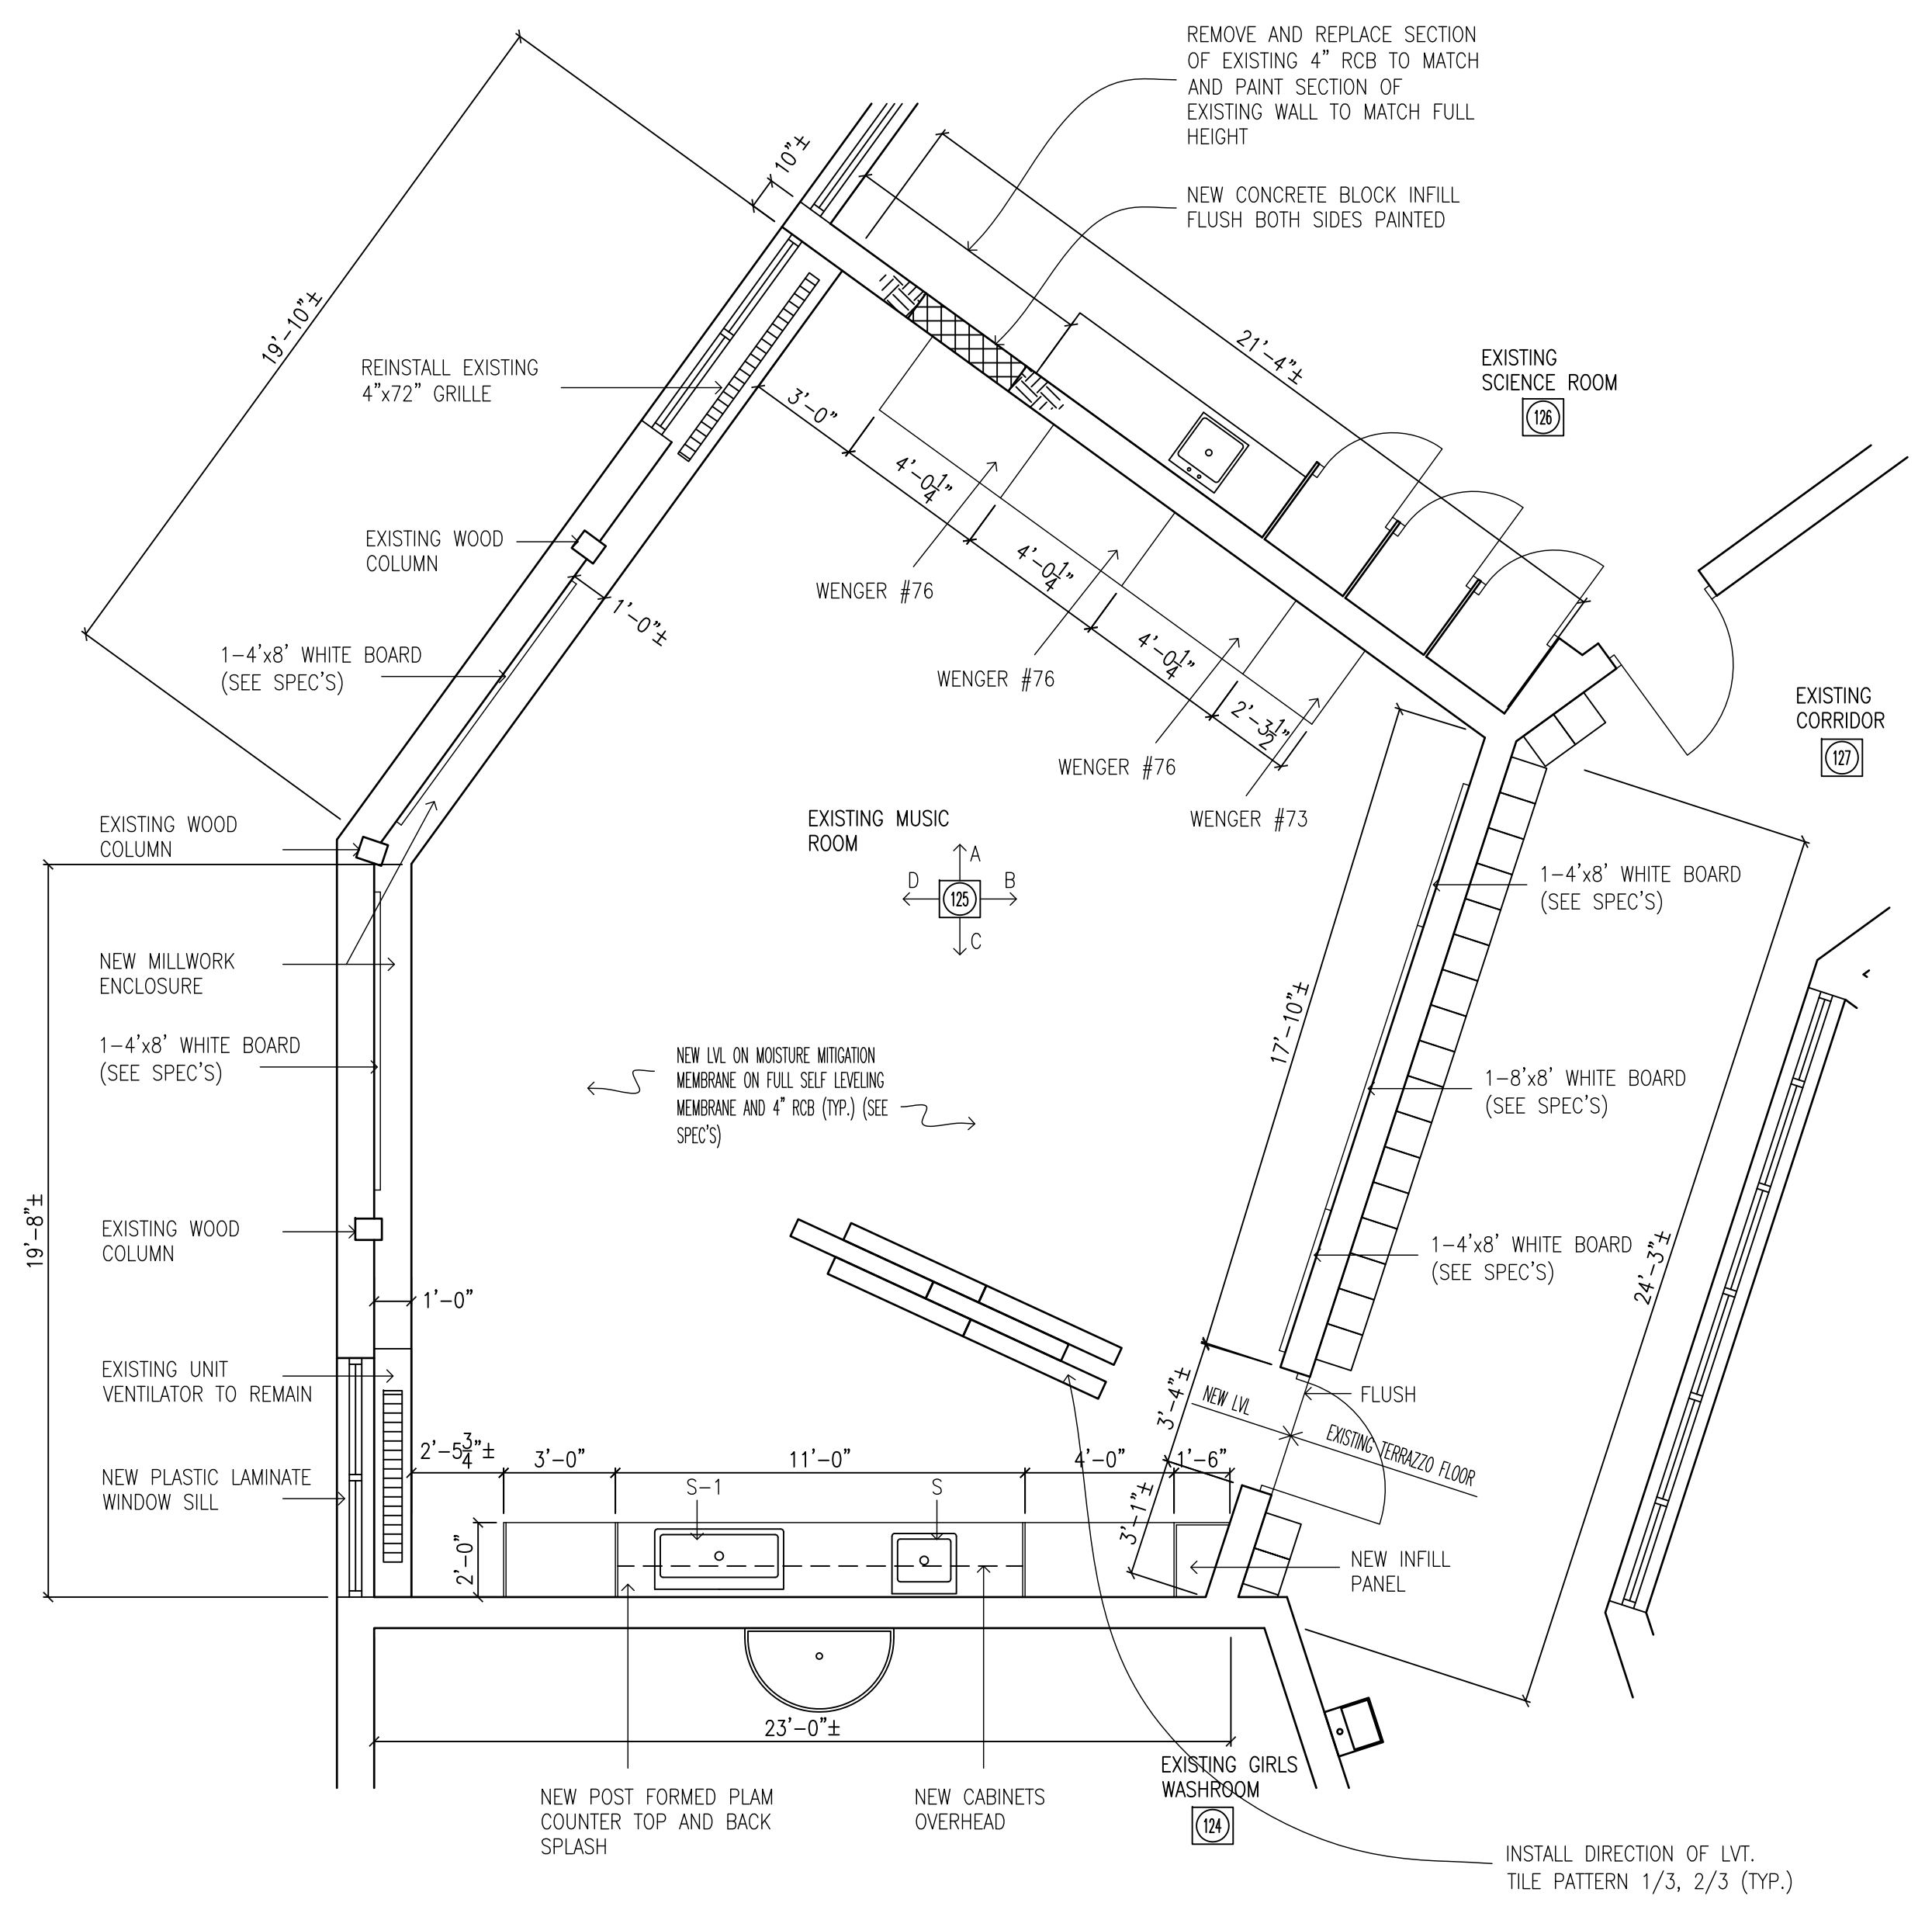 REMOVE AND REPLACE SECTION
OF EXISTING 4" RCB TO MATCH
AND PAINT SECTION OF
EXISTING WALL TO MATCH FULL
HEIGHT
10"±
NEW CONCRETE BLOCK INFILL
FLUSH BOTH SIDES PAINTED
19'-10"±
21'-4"±
EXISTING
SCIENCE ROOM
126
REINSTALL EXISTING
4"x72" GRILLE
3'-0"
4'-0 1/4"
4'-0 1/4"
4'-0 1/4"
2'-3 1/2"
EXISTING WOOD
COLUMN
WENGER #76
1'-0"±
1-4'x8' WHITE BOARD
(SEE SPEC'S)
WENGER #76
EXISTING
CORRIDOR
127
WENGER #76
WENGER #73
EXISTING MUSIC
ROOM
A
D
B
125
C
EXISTING WOOD
COLUMN
1-4'x8' WHITE BOARD
(SEE SPEC'S)
NEW MILLWORK
ENCLOSURE
17'-10"±
1-4'x8' WHITE BOARD
(SEE SPEC'S)
NEW LVL ON MOISTURE MITIGATION
MEMBRANE ON FULL SELF LEVELING
MEMBRANE AND 4" RCB (TYP.) (SEE
SPEC'S)
1-8'x8' WHITE BOARD
(SEE SPEC'S)
19'-8"±
EXISTING WOOD
COLUMN
1-4'x8' WHITE BOARD
(SEE SPEC'S)
24'-3"±
1'-0"
EXISTING UNIT
VENTILATOR TO REMAIN
3'-4"±
NEW LVL
FLUSH
EXISTING TERRAZZO FLOOR
2'-5 3/4"±
3'-0"
11'-0"
4'-0"
1'-6"
NEW PLASTIC LAMINATE
WINDOW SILL
S-1
S
3'-1"±
2'-0"
NEW INFILL
PANEL
23'-0"±
EXISTING GIRLS
WASHROOM
124
NEW POST FORMED PLAM
COUNTER TOP AND BACK
SPLASH
NEW CABINETS
OVERHEAD
INSTALL DIRECTION OF LVT.
TILE PATTERN 1/3, 2/3 (TYP.)